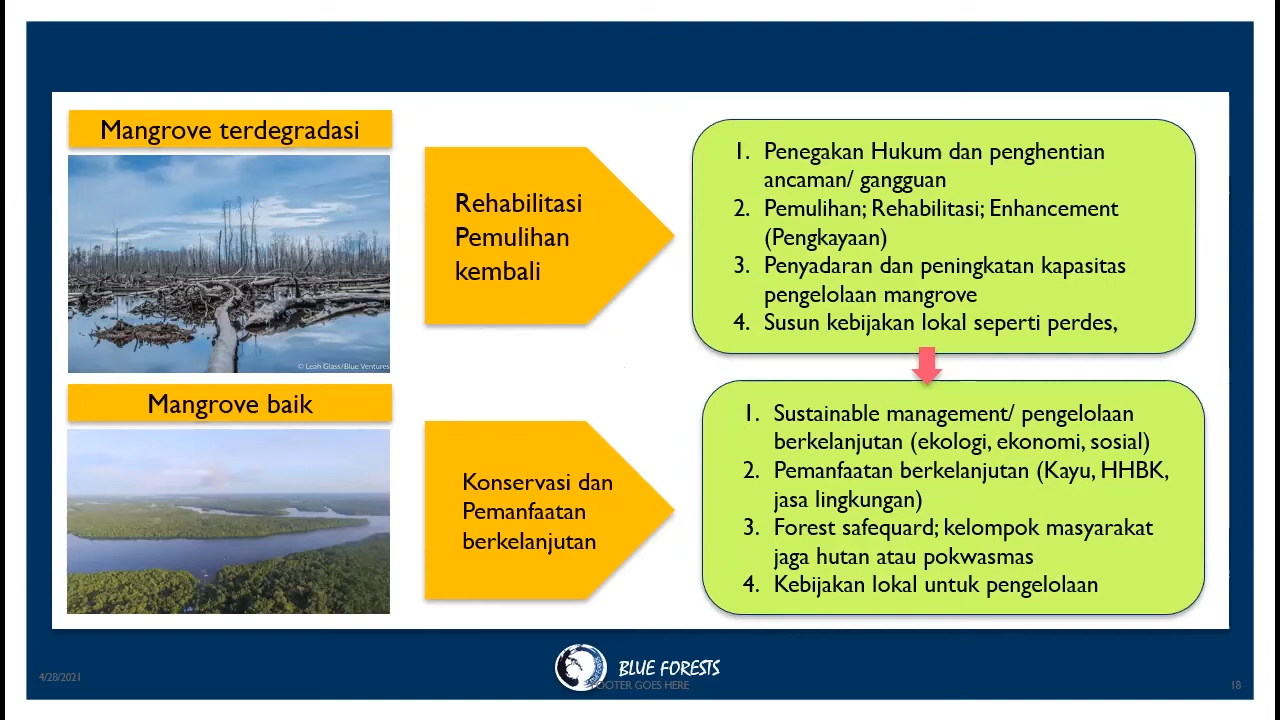 Mangrove terdegradasi
© Leah Glass/Blue Ventures
Rehabilitasi
Pemulihan
kembali
1. Penegakan Hukum dan penghentian
ancaman/ gangguan
2. Pemulihan; Rehabilitasi; Enhancement
(Pengkayaan)
3. Penyadaran dan peningkatan kapasitas
pengelolaan mangrove
4. Susun kebijakan lokal seperti perdes,
Mangrove baik
Konservasi dan
Pemanfaatan
berkelanjutan
1. Sustainable management/ pengelolaan
berkelanjutan (ekologi, ekonomi, sosial)
2. Pemanfaatan berkelanjutan (Kayu, HHBK,
jasa lingkungan)
3. Forest safequard; kelompok masyarakat
jaga hutan atau pokwasmas
4. Kebijakan lokal untuk pengelolaan
BLUE FORESTS
4/28/2021
FOOTER GOES HERE
18